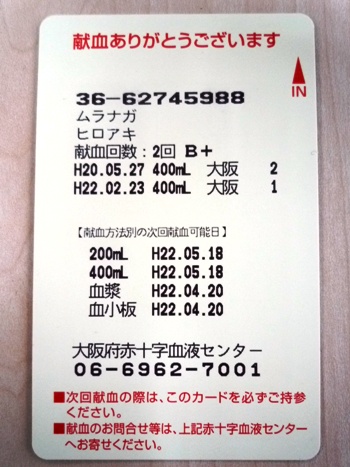 献血ありがとうございます
IN
36-62745988
ムラナガ
ヒロアキ
献血回数:2回 B+
H20.05.27 400mL 大阪 2
H22.02.23 400mL 大阪 1
【献血方法別の次回献血可能日】
200mL H22.05.18
400mL H22.05.18
血漿 H22.04.20
血小板 H22.04.20
大阪府赤十字血液センター
06-6962-7001
■次回献血の際は、このカードを必ずご持参
ください。
■献血のお問合せ等は、上記赤十字血液センター
へお寄せください。